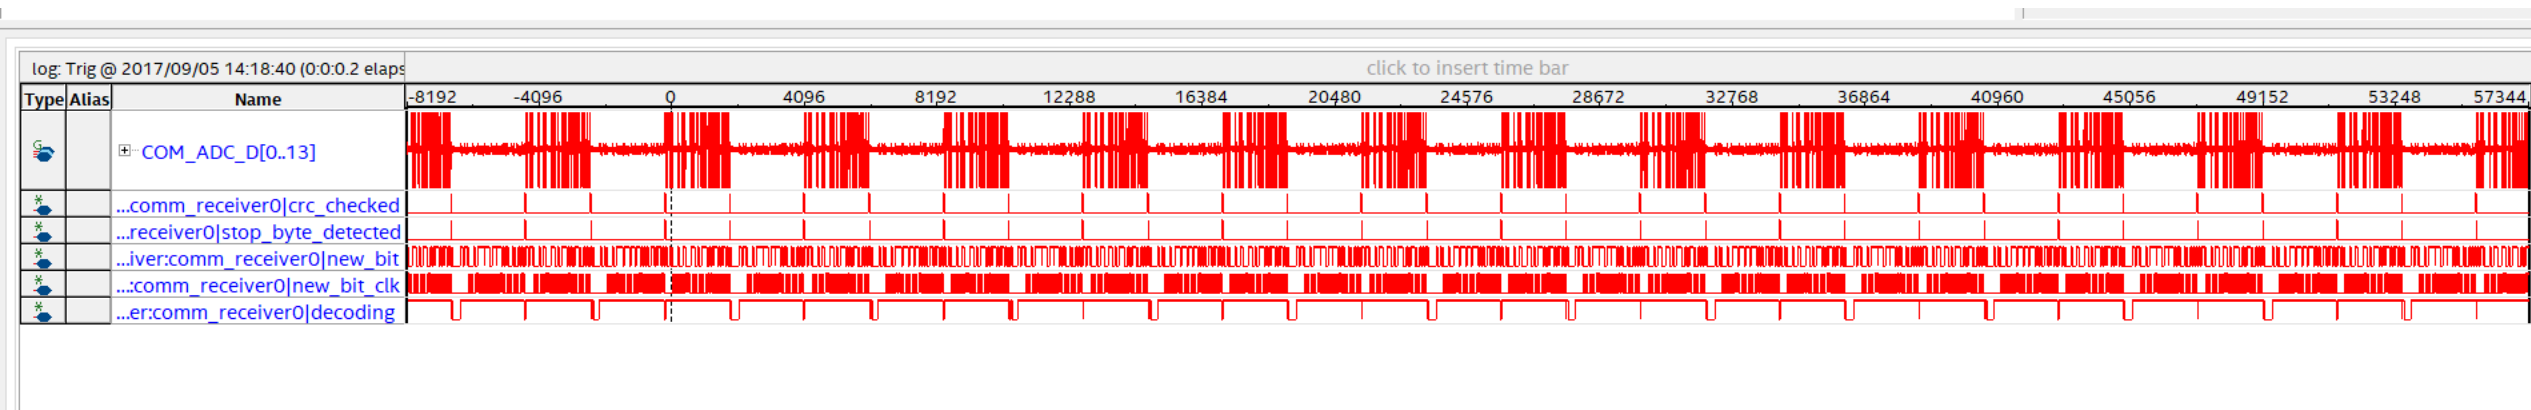 log: Trig @ 2017/09/05 14:18:40 (0:0:0.2 elaps
click to insert time bar
Type Alias Name
-8192 -4096 0 4096 8192 12288 16384 20480 24576 28672 32768 36864 40960 45056 49152 53248 57344
COM_ADC_D[0..13]
...comm_receiver0|crc_checked
...receiver0|stop_byte_detected
...iver:comm_receiver0|new_bit
...:comm_receiver0|new_bit_clk
...er:comm_receiver0|decoding